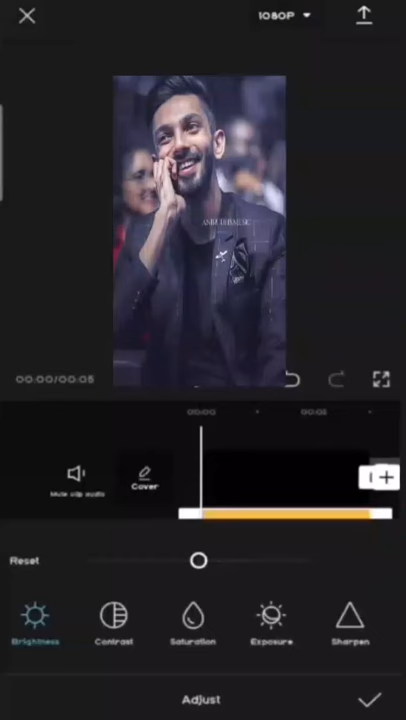 1080P
00:00/00:05
00:00
00:03
Mute clip audio
Cover
Reset
Brightness
Contrast
Saturation
Exposure
Sharpen
Adjust